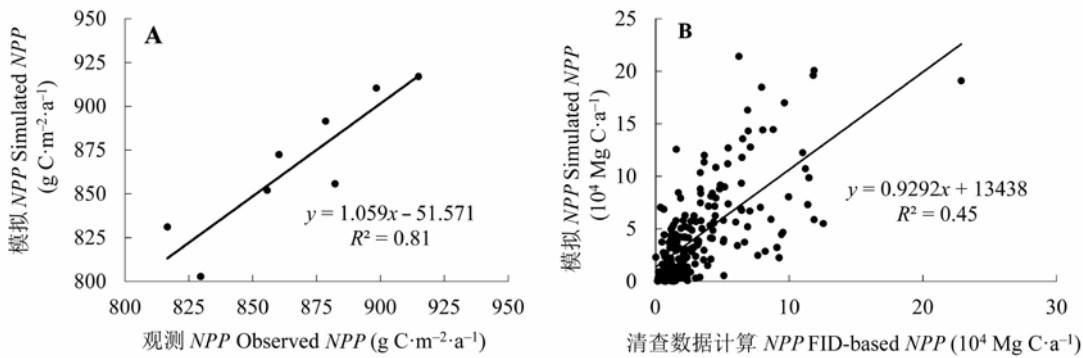 A
模拟 NPP Simulated NPP
(g C·m⁻²·a⁻¹)
950
925
900
875
850
825
800
y = 1.059x – 51.571
R² = 0.81
800
825
850
875
900
925
950
观测 NPP Observed NPP (g C·m⁻²·a⁻¹)
B
模拟 NPP Simulated NPP
(10⁴ Mg C·a⁻¹)
25
20
15
10
5
0
y = 0.9292x + 13438
R² = 0.45
0
10
20
30
清查数据计算 NPP FID-based NPP (10⁴ Mg C·a⁻¹)